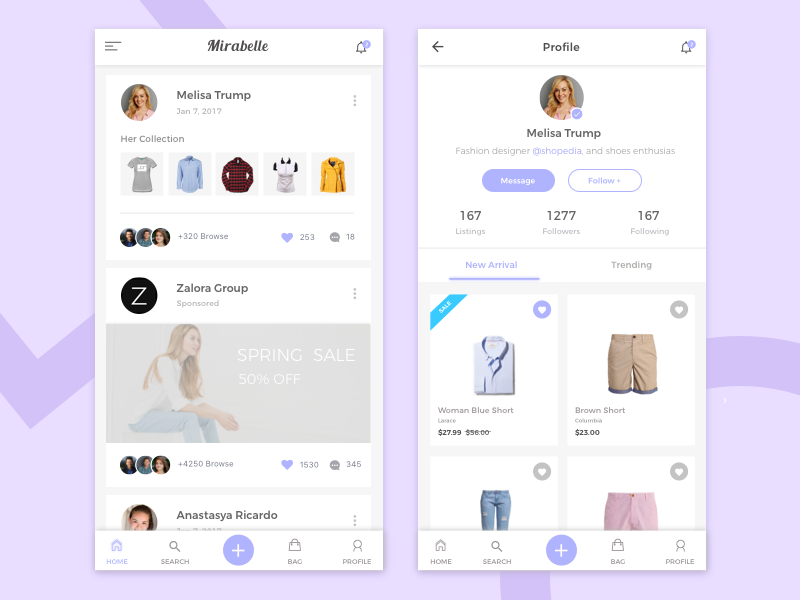 Mirabelle
3
Melisa Trump
Jan 7, 2017
Her Collection
+320 Browse
253
18
Z
Zalora Group
Sponsored
SPRING SALE
50% OFF
+4250 Browse
1530
345
Anastasya Ricardo
HOME
SEARCH
+
BAG
PROFILE
Profile
3
Melisa Trump
Fashion designer @shopedia, and shoes enthusias
Message
Follow +
167
1277
167
Listings
Followers
Following
New Arrival
Trending
SALE
Woman Blue Short
Larace
$27.99 $56.00
Brown Short
Columbia
$23.00
HOME
SEARCH
+
BAG
PROFILE